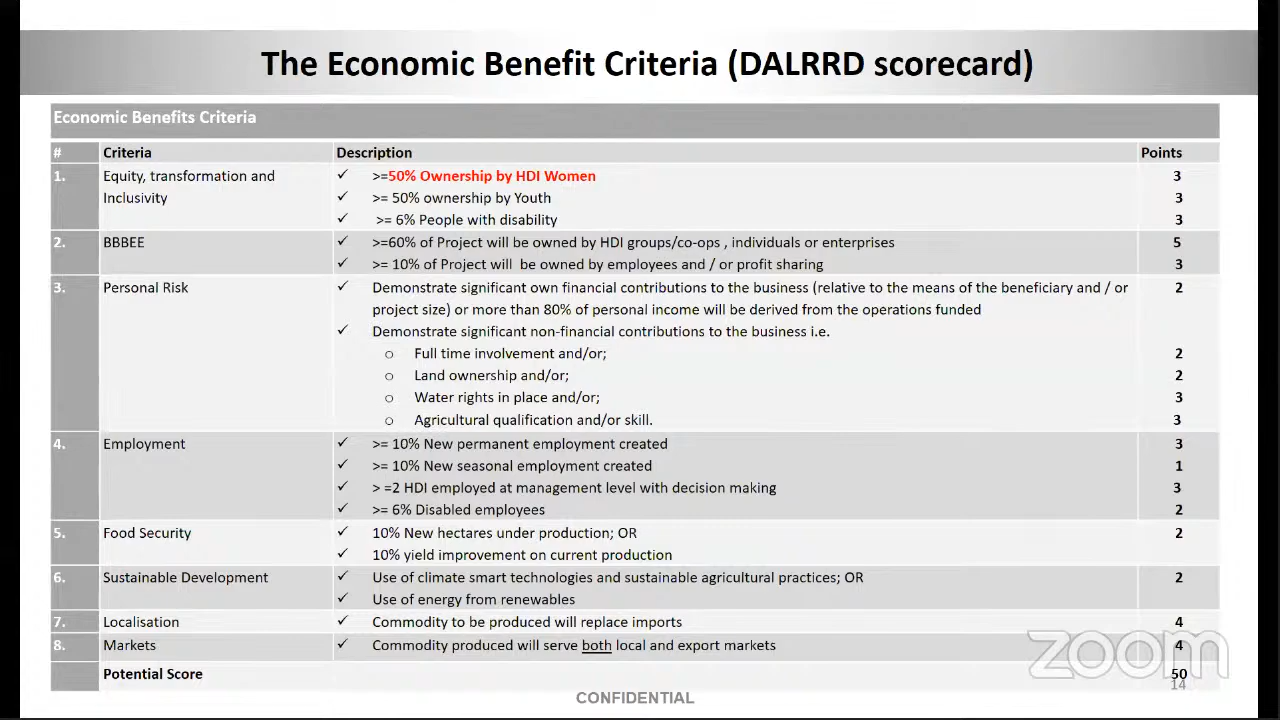 The Economic Benefit Criteria (DALRRD scorecard)
Economic Benefits Criteria
# Criteria Description Points
1. Equity, transformation and Inclusivity ✓ >=50% Ownership by HDI Women 3
✓ >= 50% ownership by Youth 3
✓ >= 6% People with disability 3
2. BBBEE ✓ >=60% of Project will be owned by HDI groups/co-ops , individuals or enterprises 5
✓ >= 10% of Project will be owned by employees and / or profit sharing 3
3. Personal Risk ✓ Demonstrate significant own financial contributions to the business (relative to the means of the beneficiary and / or 2
project size) or more than 80% of personal income will be derived from the operations funded
✓ Demonstrate significant non-financial contributions to the business i.e.
o Full time involvement and/or; 2
o Land ownership and/or; 2
o Water rights in place and/or; 3
o Agricultural qualification and/or skill. 3
4. Employment ✓ >= 10% New permanent employment created 3
✓ >= 10% New seasonal employment created 1
✓ > =2 HDI employed at management level with decision making 3
✓ >= 6% Disabled employees 2
5. Food Security ✓ 10% New hectares under production; OR 2
✓ 10% yield improvement on current production
6. Sustainable Development ✓ Use of climate smart technologies and sustainable agricultural practices; OR 2
✓ Use of energy from renewables
7. Localisation ✓ Commodity to be produced will replace imports 4
8. Markets ✓ Commodity produced will serve both local and export markets 4
Potential Score 50
zoom
14
CONFIDENTIAL